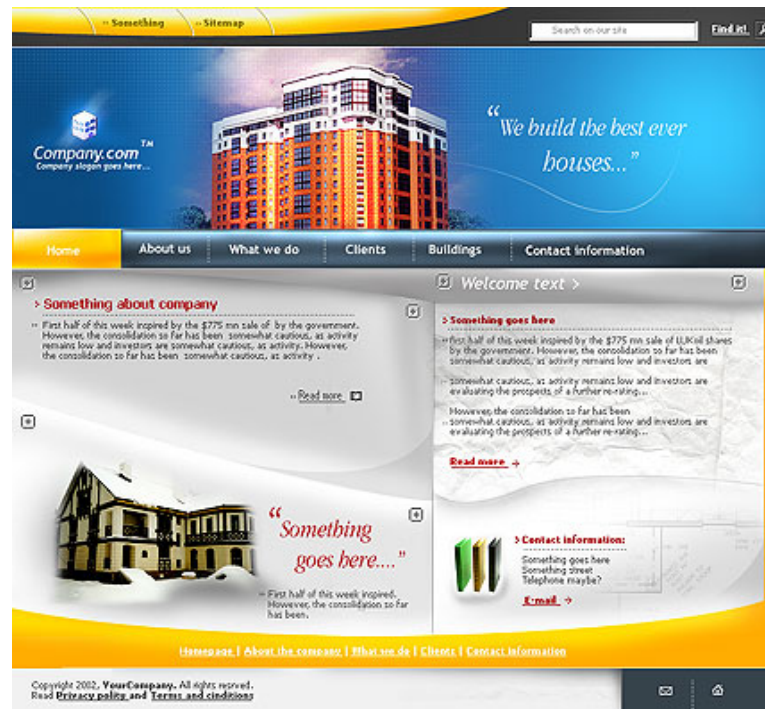 Something
Sitemap
Search on our site
Find it!
Company.com™
Company slogan goes here...
“We build the best ever
houses...”
Home
About us
What we do
Clients
Buildings
Contact information
Something about company
First half of this week inspired by the $775 mn sale of by the government.
However, the consolidation so far has been somewhat cautious, as activity
remains low and investors are somewhat cautious, as activity. However,
the consolidation so far has been somewhat cautious, as activity .
Read more
“Something
goes here....”
First half of this week inspired.
However, the consolidation so far
has been.
Welcome text >
Something goes here
first half of this week inspired by the $775 mn sale of LUKoil shares
by the government. However, the consolidation so far has been
somewhat cautious, as activity remains low and investors are
somewhat cautious, as activity remains low and investors are
evaluating the prospects of a further re-rating...
However, the consolidation so far has been
somewhat cautious, as activity remains low and investors are
evaluating the prospects of a further re-rating...
Read more
Contact information:
Something goes here
Something street
Telephone maybe?
E-mail
Homepage | About the company | What we do | Clients | Contact information
Copyright 2002, YourCompany. All rights resrved.
Read Privacy polity and Terms and cinditions